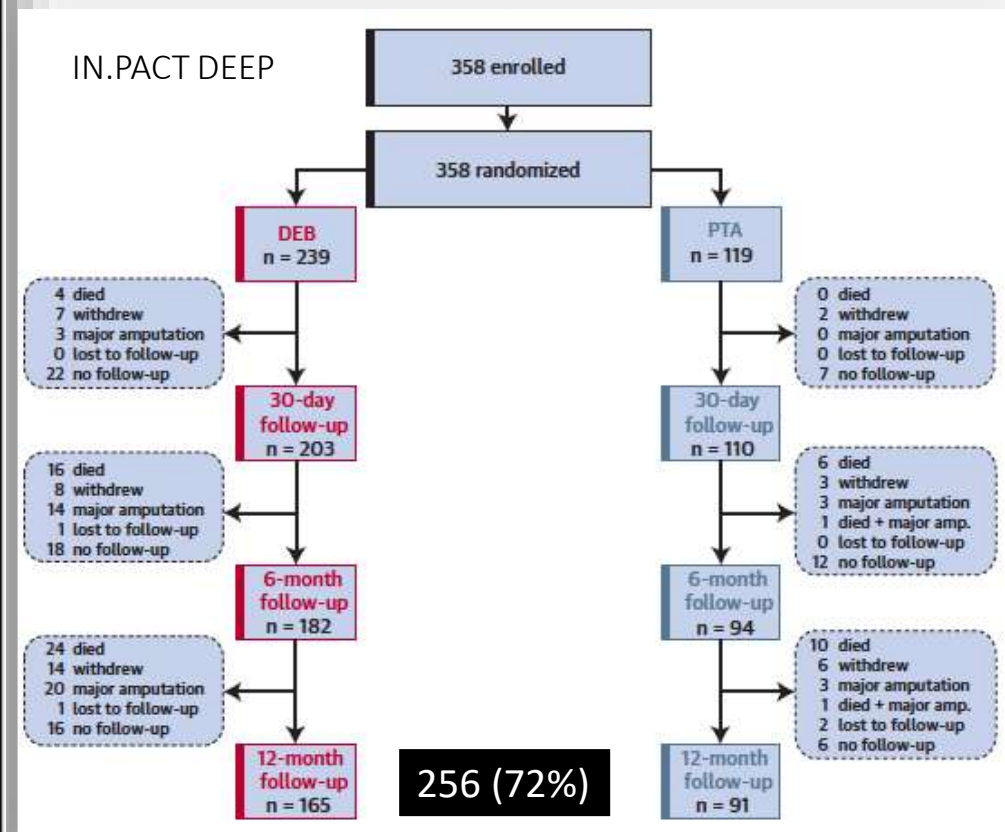 IN.PACT DEEP
358 enrolled
358 randomized
DEB
n = 239
PTA
n = 119
4 died
7 withdrew
3 major amputation
0 lost to follow-up
22 no follow-up
0 died
2 withdrew
0 major amputation
0 lost to follow-up
7 no follow-up
30-day
follow-up
n = 203
30-day
follow-up
n = 110
16 died
8 withdrew
14 major amputation
1 lost to follow-up
18 no follow-up
6 died
3 withdrew
3 major amputation
1 died + major amp.
0 lost to follow-up
12 no follow-up
6-month
follow-up
n = 182
6-month
follow-up
n = 94
24 died
14 withdrew
20 major amputation
1 lost to follow-up
16 no follow-up
10 died
6 withdrew
3 major amputation
1 died + major amp.
2 lost to follow-up
6 no follow-up
12-month
follow-up
n = 165
256 (72%)
12-month
follow-up
n = 91